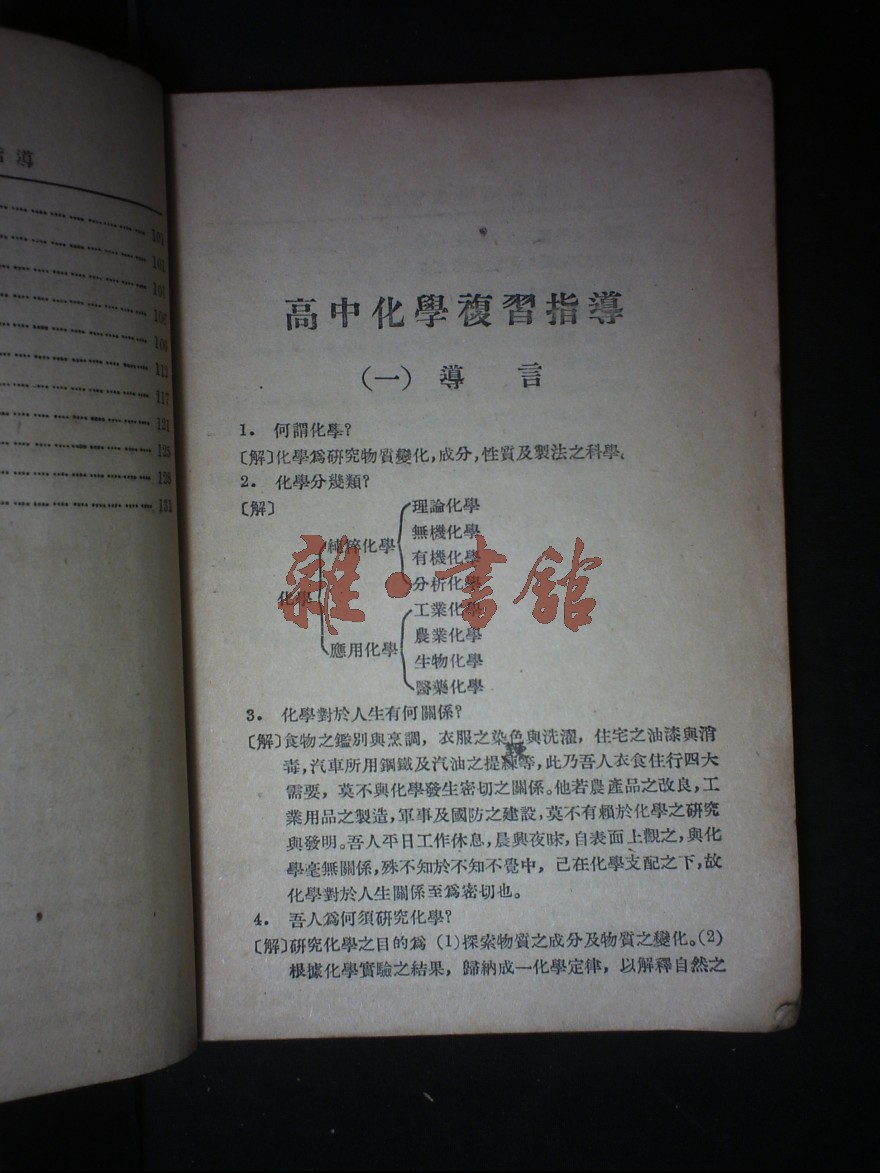 指導
101
101
101
106
112
117
121
125
128
131
高中化學複習指導
(一) 導 言
1. 何謂化學?
〔解〕化學爲研究物質變化,成分,性質及製法之科學。
2. 化學分幾類?
〔解〕
化學
純粹化學
理論化學
無機化學
有機化學
分析化學
應用化學
工業化學
農業化學
生物化學
醫藥化學
3. 化學對於人生有何關係?
〔解〕食物之鑑別與烹調, 衣服之染色與洗濯, 住宅之油漆與消
毒,汽車所用鋼鐵及汽油之提練等,此乃吾人衣食住行四大
需要, 莫不與化學發生密切之關係。他若農產品之改良,工
業用品之製造,軍事及國防之建設,莫不有賴於化學之研究
與發明。吾人平日工作休息,晨興夜昧,自表面上觀之,與化
學毫無關係,殊不知於不知不覺中, 己在化學支配之下,故
化學對於人生關係至爲密切也。
4. 吾人爲何須研究化學?
〔解〕研究化學之目的爲 (1)探索物質之成分及物質之變化。(2)
根據化學實驗之結果, 歸納成一化學定律, 以解釋自然之
雜·書館